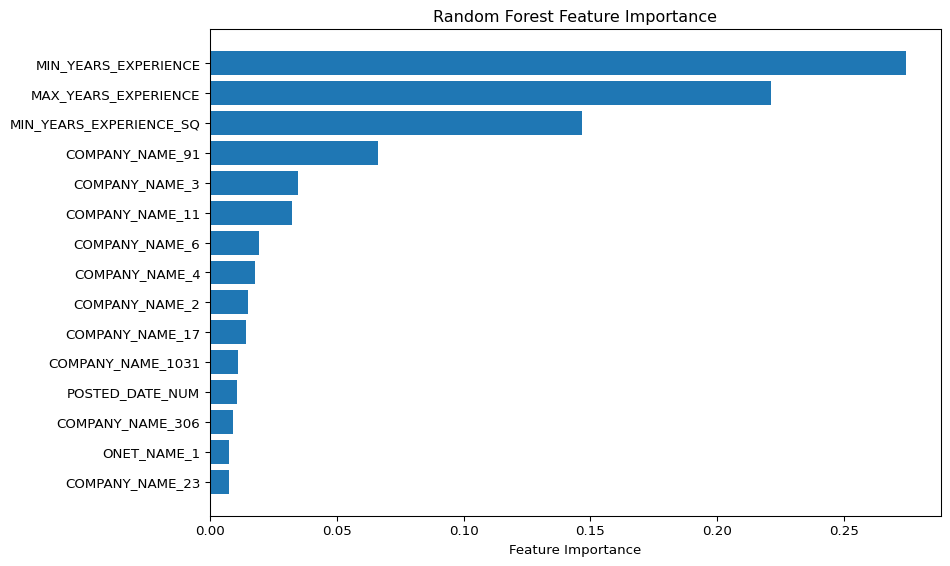 Random Forest Feature Importance
MIN_YEARS_EXPERIENCE
MAX_YEARS_EXPERIENCE
MIN_YEARS_EXPERIENCE_SQ
COMPANY_NAME_91
COMPANY_NAME_3
COMPANY_NAME_11
COMPANY_NAME_6
COMPANY_NAME_4
COMPANY_NAME_2
COMPANY_NAME_17
COMPANY_NAME_1031
POSTED_DATE_NUM
COMPANY_NAME_306
ONET_NAME_1
COMPANY_NAME_23
0.00 0.05 0.10 0.15 0.20 0.25
Feature Importance